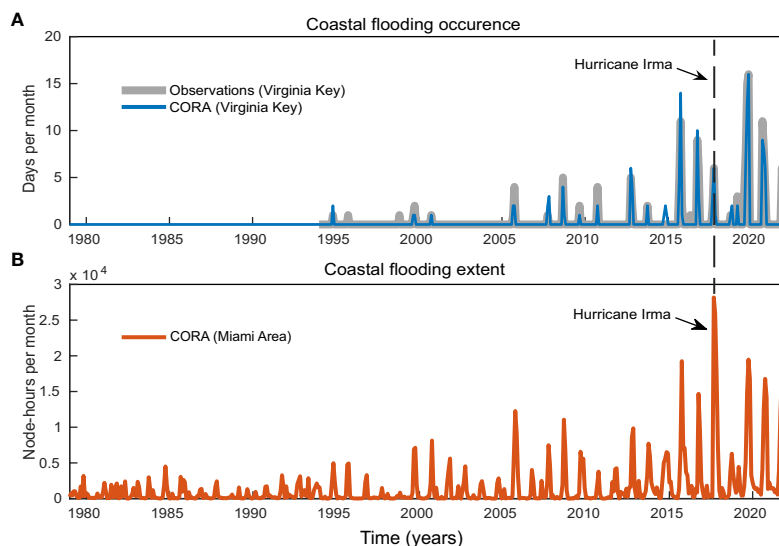 A
Coastal flooding occurence
20
15
10
5
0
Days per month
Observations (Virginia Key)
CORA (Virginia Key)
Hurricane Irma
1980 1985 1990 1995 2000 2005 2010 2015 2020
B
Coastal flooding extent
x 10^4
3
2.5
2
1.5
1
0.5
0
Node-hours per month
CORA (Miami Area)
Hurricane Irma
1980 1985 1990 1995 2000 2005 2010 2015 2020
Time (years)